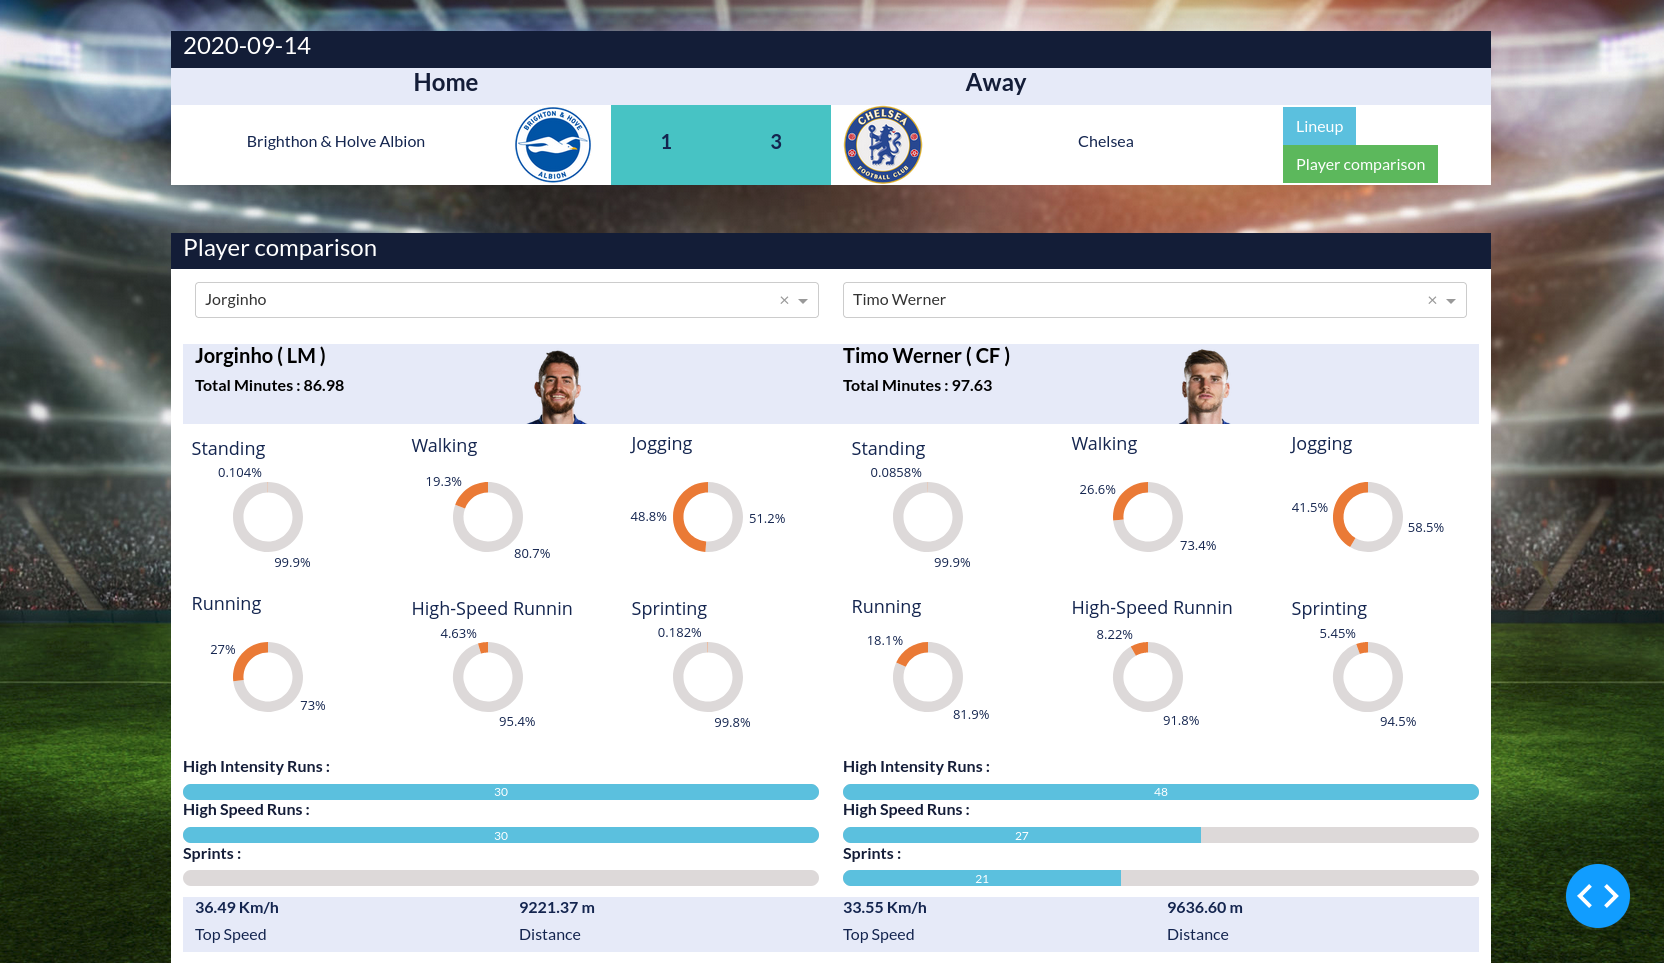 2020-09-14
Home Away
Brighthon & Holve Albion
BRIGHTON & HOVE
ALBION
1 3
CHELSEA
FOOTBALL CLUB
Chelsea
Lineup
Player comparison
Player comparison
Jorginho × Timo Werner ×
Jorginho ( LM )
Total Minutes : 86.98
Timo Werner ( CF )
Total Minutes : 97.63
Standing Walking Jogging Standing Walking Jogging
0.104% 19.3% 48.8% 0.0858% 26.6% 41.5%
99.9% 80.7% 51.2% 99.9% 73.4% 58.5%
Running High-Speed Runnin Sprinting Running High-Speed Runnin Sprinting
27% 4.63% 0.182% 18.1% 8.22% 5.45%
73% 95.4% 99.8% 81.9% 91.8% 94.5%
High Intensity Runs : High Intensity Runs :
30 48
High Speed Runs : High Speed Runs :
30 27
Sprints : Sprints :
21
36.49 Km/h 9221.37 m 33.55 Km/h 9636.60 m
Top Speed Distance Top Speed Distance